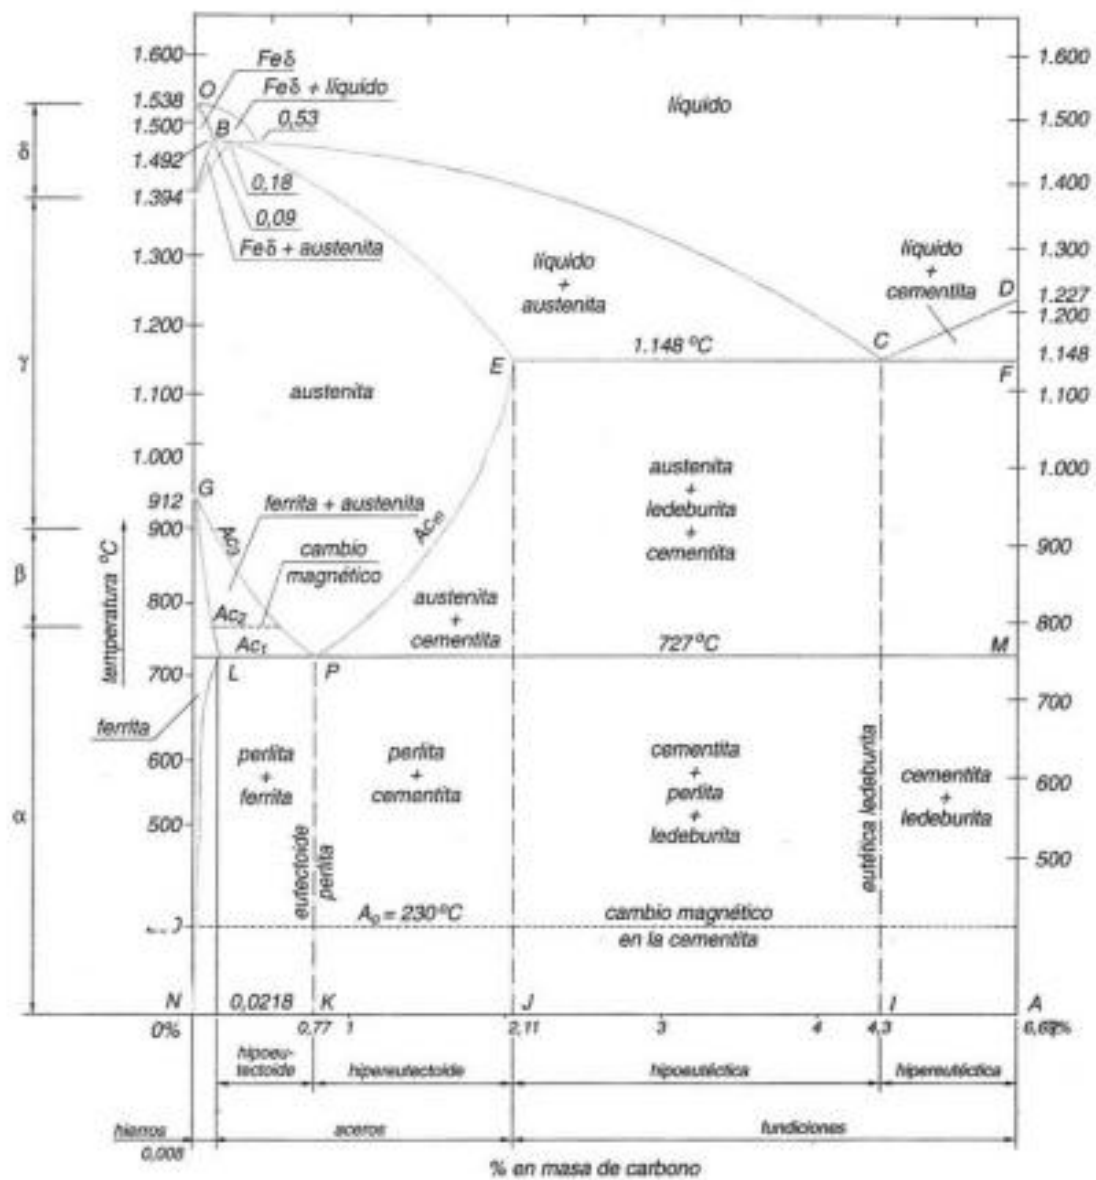 1.600
1.538
1.500
1.492
1.394
1.300
1.200
1.100
1.000
912
900
800
700
600
500
δ
γ
β
α
temperatura ºC
O
Feδ
Feδ + líquido
0,53
B
0,18
0,09
Feδ + austenita
líquido
líquido
+
austenita
líquido
+
cementita
D
1.148 ºC
C
E
F
austenita
G
ferrita + austenita
Ac3
Acm
cambio
magnético
Ac2
Ac1
austenita
+
cementita
austenita
+
ledeburita
+
cementita
727ºC
M
L
P
ferrita
perlita
+
ferrita
perlita
+
cementita
cementita
+
perlita
+
ledeburita
cementita
+
ledeburita
eutectoide
perlita
eutética ledeburita
A₀ = 230ºC
cambio magnético
en la cementita
N
0,0218
K
J
I
A
1.600
1.500
1.400
1.300
1.227
1.200
1.148
1.100
1.000
900
800
700
600
500
0%
0,77
1
2,11
3
4
4,3
hipoeu-
tectoide
hipereutectoide
hipoeutéctica
hipereutéctica
hierros
0,008
aceros
fundiciones
% en masa de carbono